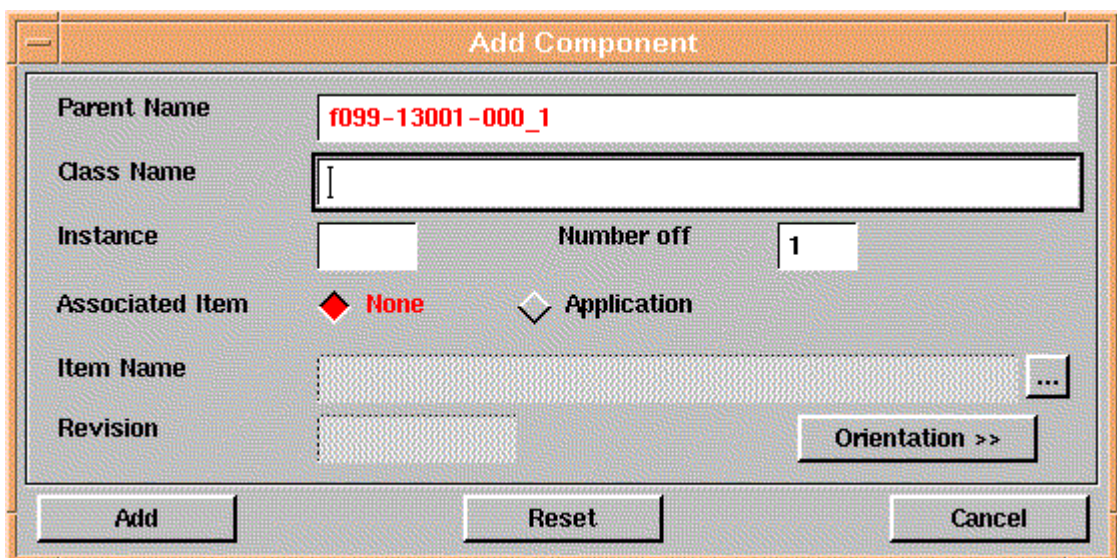 Add Component
Parent Name f099-13001-000_1
Class Name
Instance Number off 1
Associated Item None Application
Item Name ...
Revision Orientation >>
Add Reset Cancel